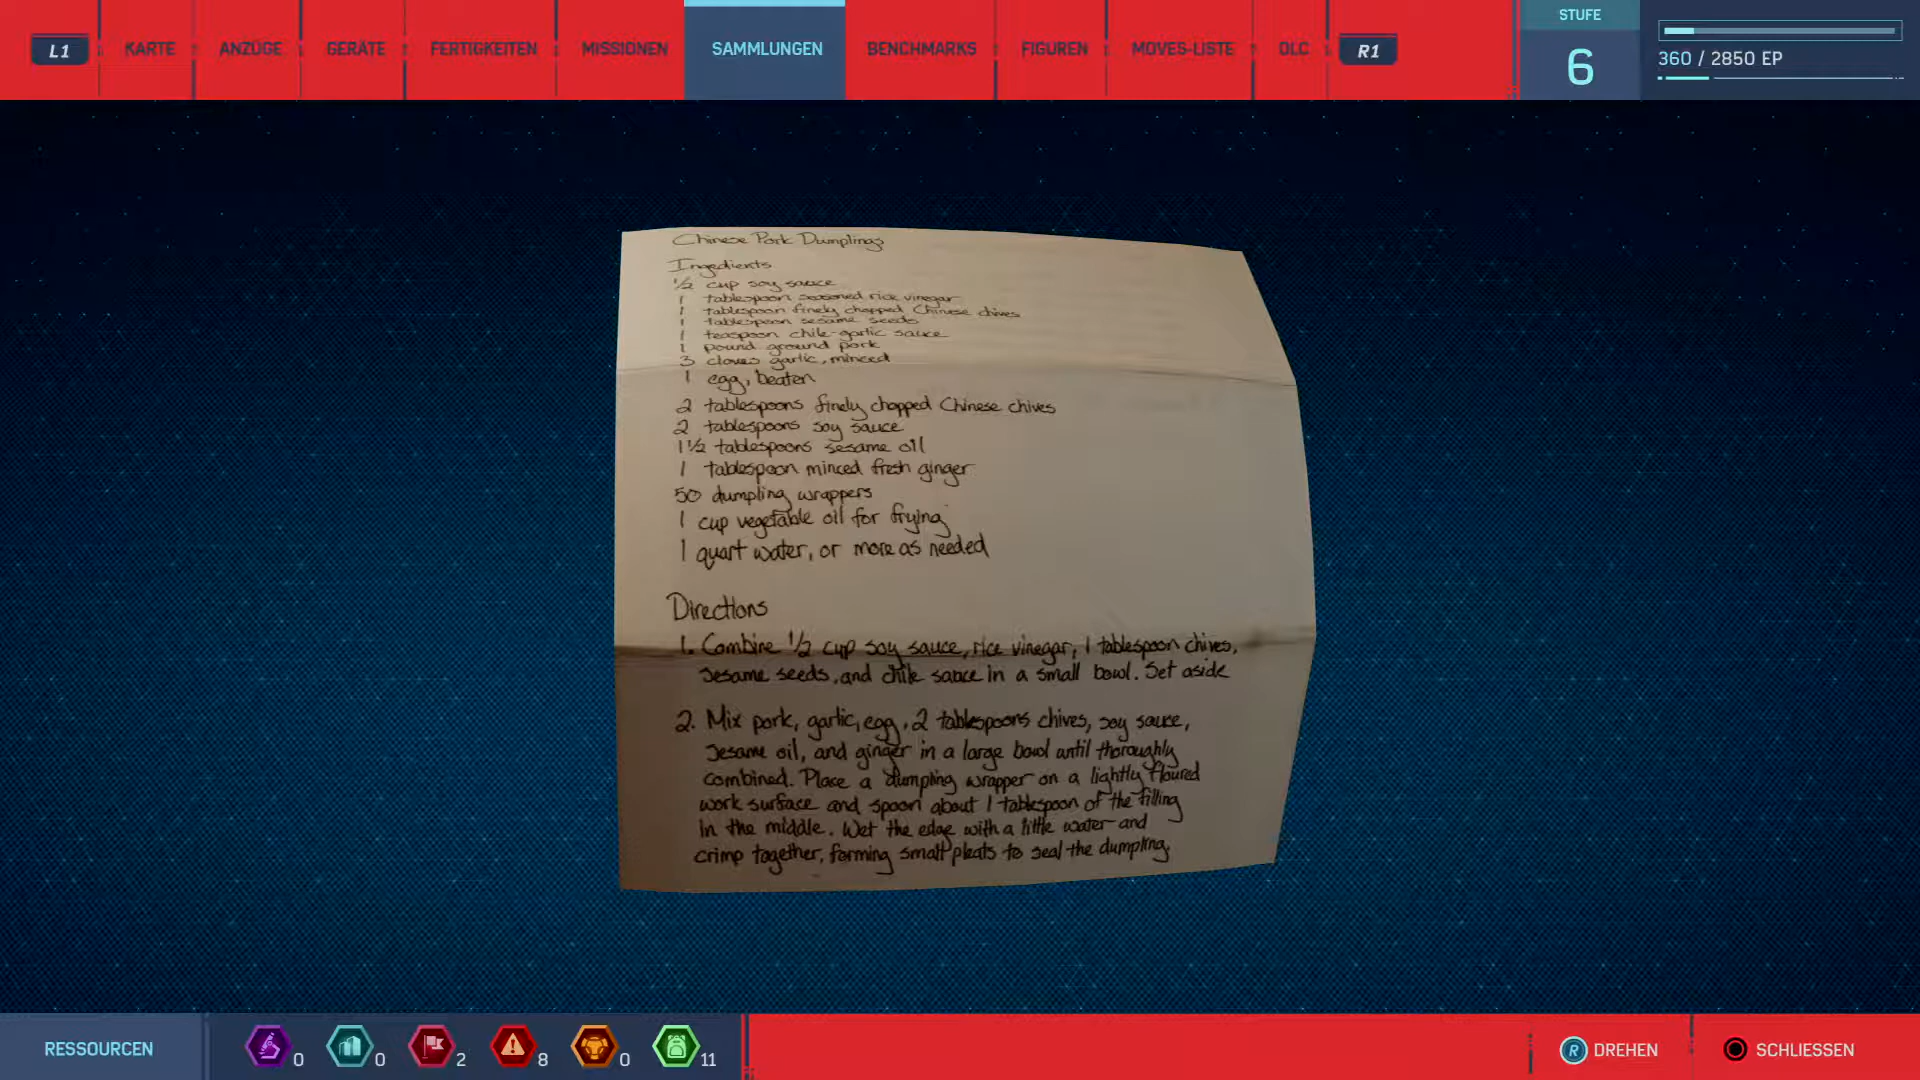 L1 KARTE ANZÜGE GERÄTE FERTIGKEITEN MISSIONEN SAMMLUNGEN BENCHMARKS FIGUREN MOVES-LISTE DLC R1
STUFE
6
360 / 2850 EP
Chinese Pork Dumplings
Ingredients
1/2 cup soy sauce
1 tablespoon seasoned rice vinegar
1 tablespoon finely chopped Chinese chives
1 tablespoon sesame seeds
1 teaspoon chile-garlic sauce
1 pound ground pork
3 cloves garlic, minced
1 egg, beaten
2 tablespoons finely chopped Chinese chives
2 tablespoons soy sauce
1 1/2 tablespoons sesame oil
1 tablespoon minced fresh ginger
50 dumpling wrappers
1 cup vegetable oil for frying
1 quart water, or more as needed
Directions
1. Combine 1/2 cup soy sauce, rice vinegar, 1 tablespoon chives,
sesame seeds, and chile sauce in a small bowl. Set aside
2. Mix pork, garlic, egg, 2 tablespoons chives, soy sauce,
sesame oil, and ginger in a large bowl until thoroughly
combined. Place a dumpling wrapper on a lightly floured
work surface and spoon about 1 tablespoon of the filling
in the middle. Wet the edge with a little water and
crimp together, forming small pleats to seal the dumpling.
RESSOURCEN 0 0 2 8 0 11 R DREHEN SCHLIESSEN